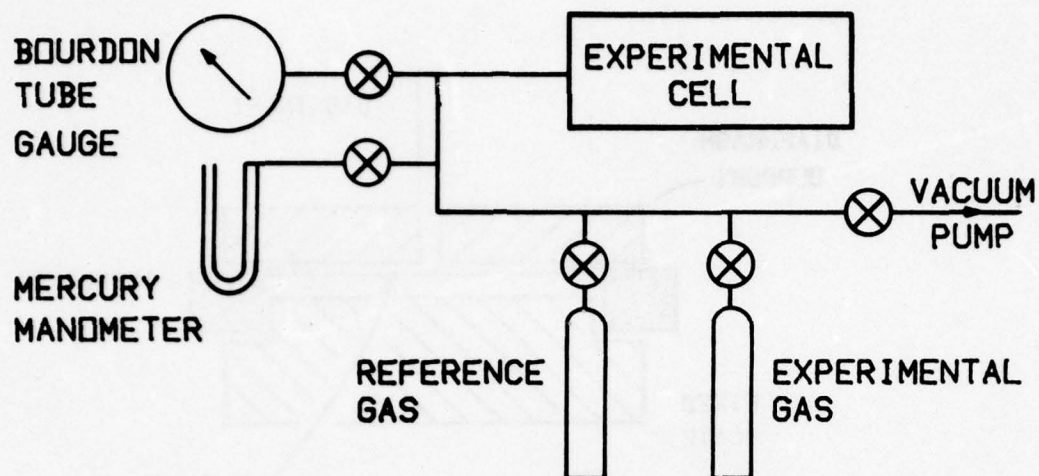 BOURDON
TUBE
GAUGE
EXPERIMENTAL
CELL
VACUUM
PUMP
MERCURY
MANOMETER
REFERENCE
GAS
EXPERIMENTAL
GAS